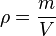 ρ = m/V